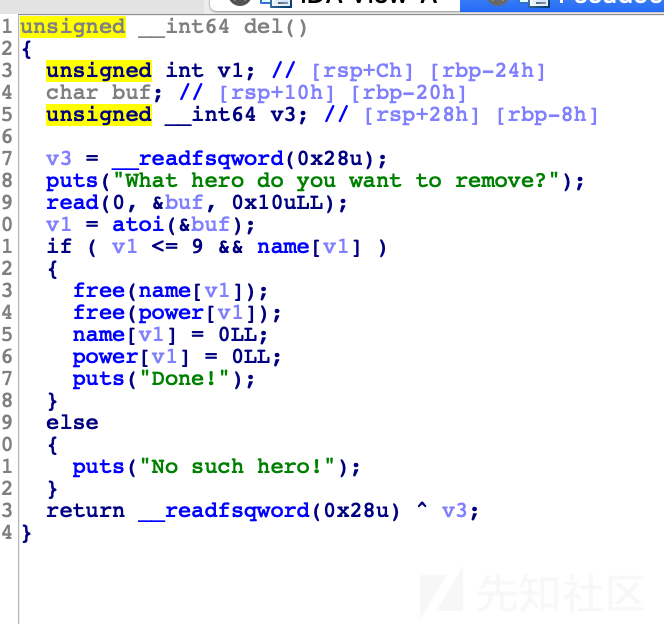 1 unsigned __int64 del()
2 {
3 unsigned int v1; // [rsp+Ch] [rbp-24h]
4 char buf; // [rsp+10h] [rbp-20h]
5 unsigned __int64 v3; // [rsp+28h] [rbp-8h]
6
7 v3 = __readfsqword(0x28u);
8 puts("What hero do you want to remove?");
9 read(0, &buf, 0x10uLL);
0 v1 = atoi(&buf);
1 if ( v1 <= 9 && name[v1] )
2 {
3 free(name[v1]);
4 free(power[v1]);
5 name[v1] = 0LL;
6 power[v1] = 0LL;
7 puts("Done!");
8 }
9 else
0 {
1 puts("No such hero!");
2 }
3 return __readfsqword(0x28u) ^ v3;
4 }
先知社区